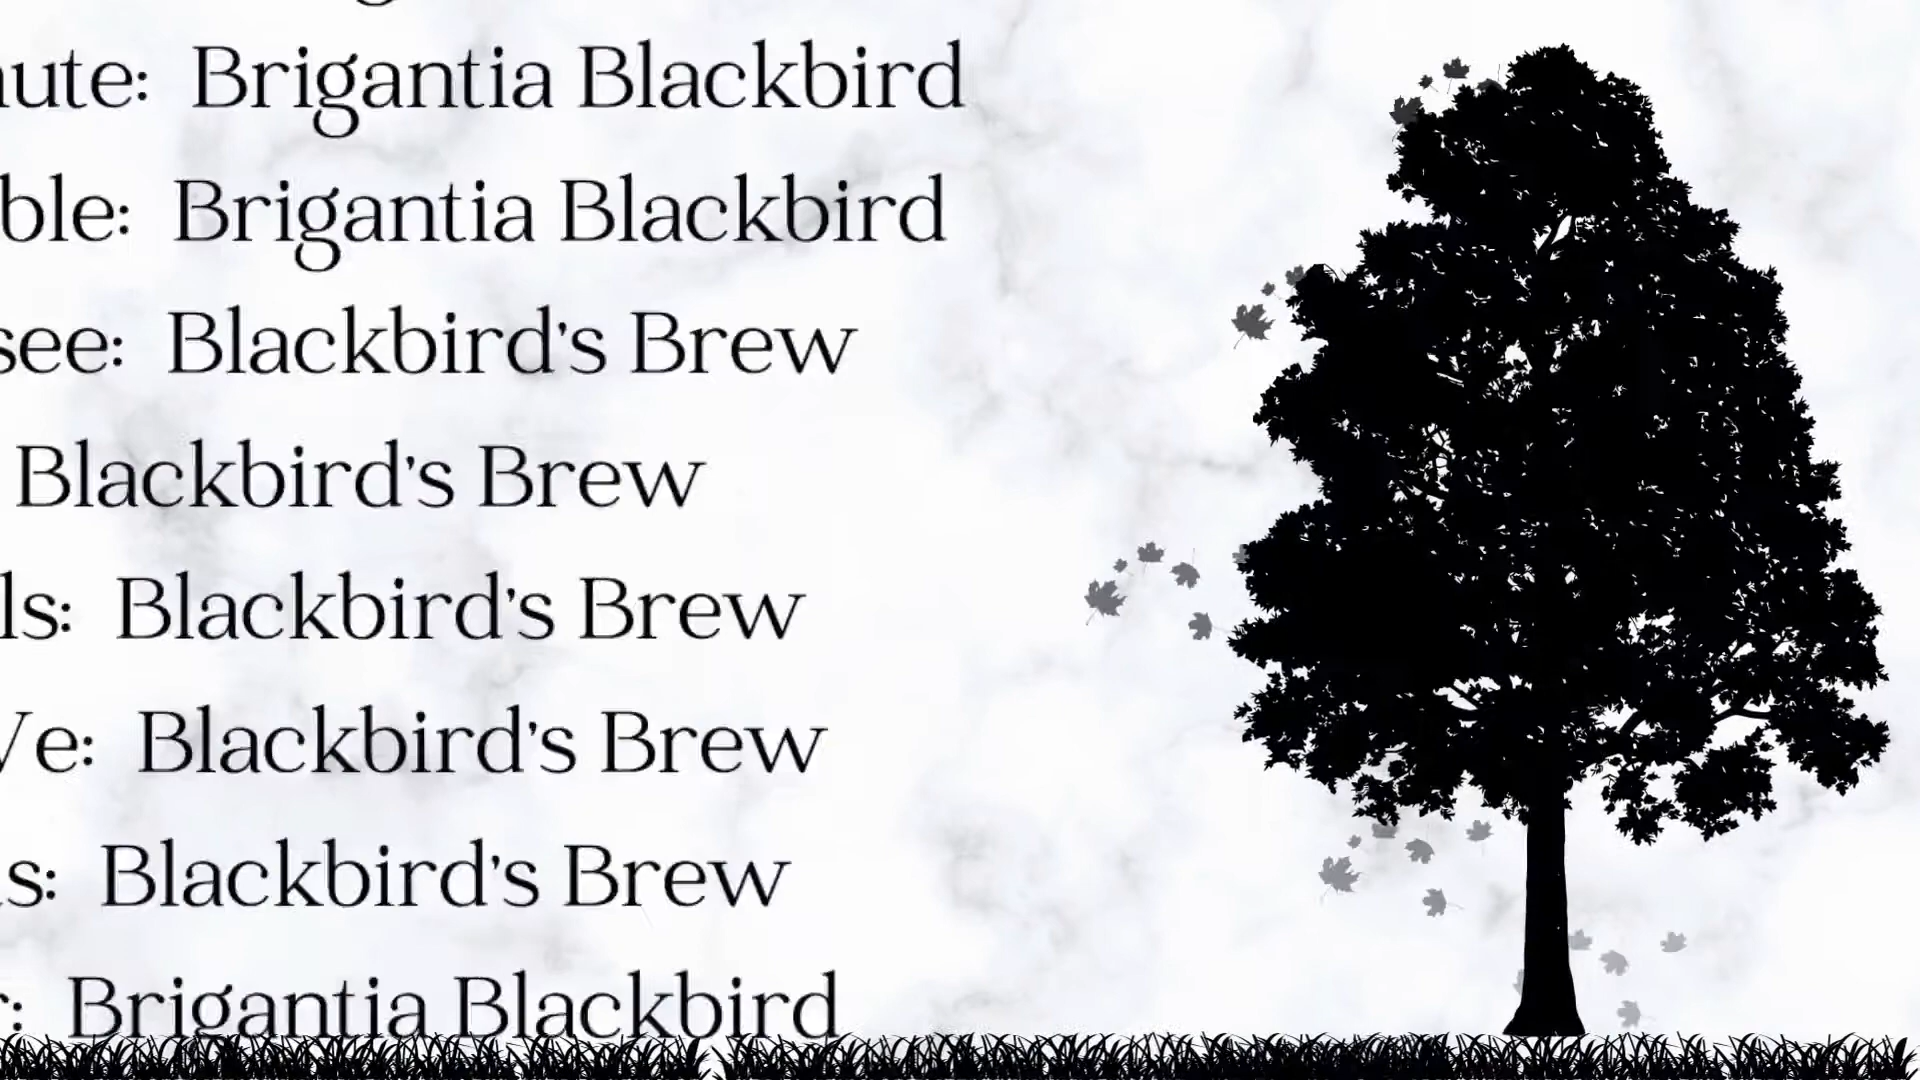 ute: Brigantia Blackbird
ble: Brigantia Blackbird
see: Blackbird's Brew
Blackbird's Brew
ls: Blackbird's Brew
Ve: Blackbird's Brew
s: Blackbird's Brew
: Brigantia Blackbird